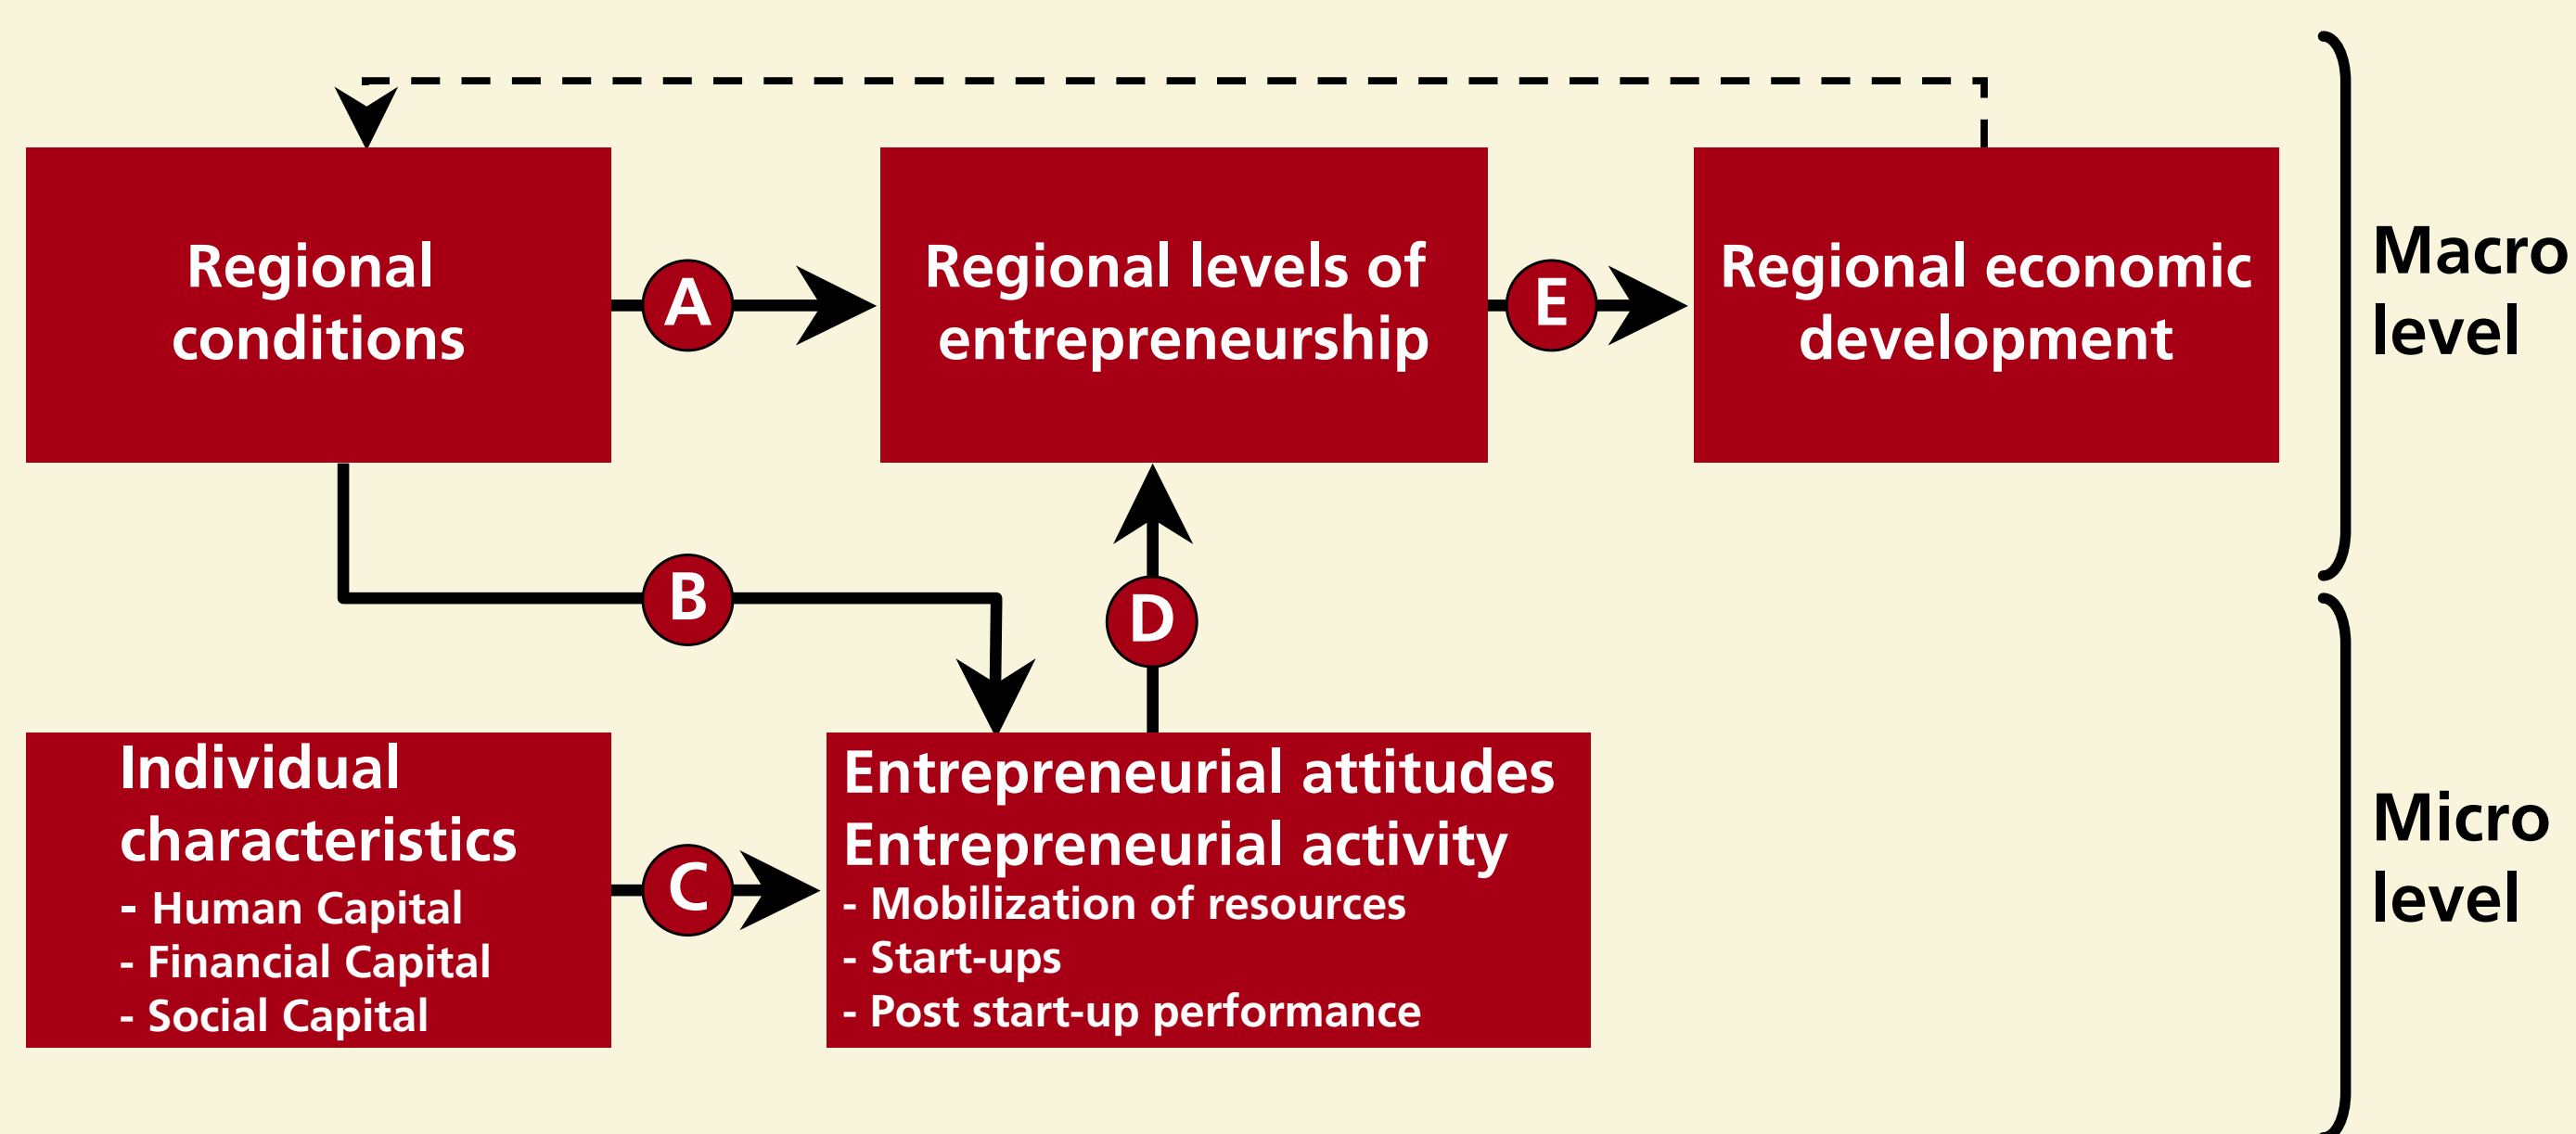 Regional
conditions
A
Regional levels of
entrepreneurship
E
Regional economic
development
Macro
level
B
D
Individual
characteristics
- Human Capital
- Financial Capital
- Social Capital
C
Entrepreneurial attitudes
Entrepreneurial activity
- Mobilization of resources
- Start-ups
- Post start-up performance
Micro
level